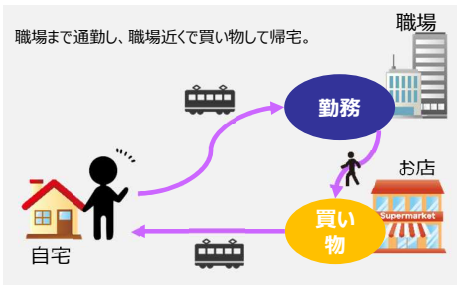 職場まで通勤し、職場近くで買い物して帰宅。
職場
勤務
お店
Supermarket
買い
物
自宅